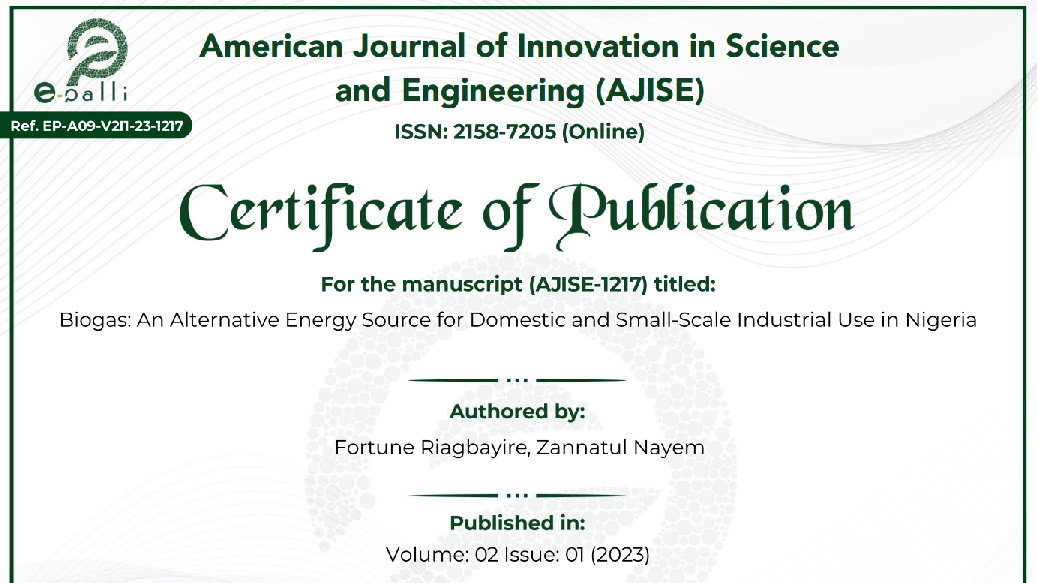 American Journal of Innovation in Science
and Engineering (AJISE)
e-palli
Ref. EP-A09-V2I1-23-1217
ISSN: 2158-7205 (Online)
Certificate of Publication
For the manuscript (AJISE-1217) titled:
Biogas: An Alternative Energy Source for Domestic and Small-Scale Industrial Use in Nigeria
Authored by:
Fortune Riagbayire, Zannatul Nayem
Published in:
Volume: 02 Issue: 01 (2023)